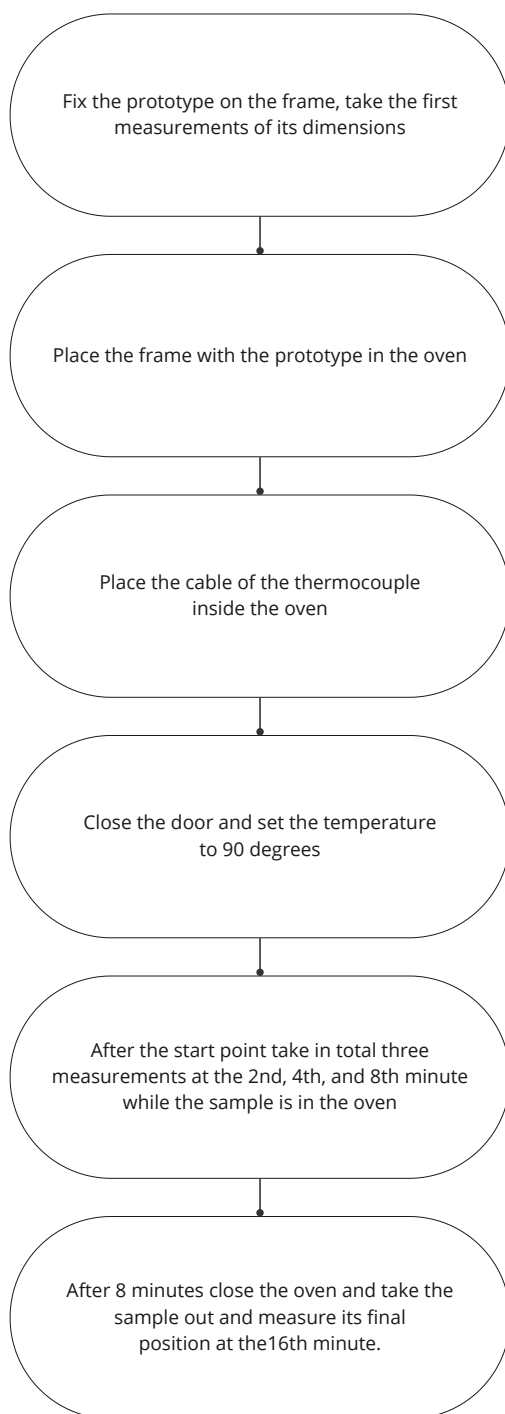 Fix the prototype on the frame, take the first
measurements of its dimensions
Place the frame with the prototype in the oven
Place the cable of the thermocouple
inside the oven
Close the door and set the temperature
to 90 degrees
After the start point take in total three
measurements at the 2nd, 4th, and 8th minute
while the sample is in the oven
After 8 minutes close the oven and take the
sample out and measure its final
position at the16th minute.